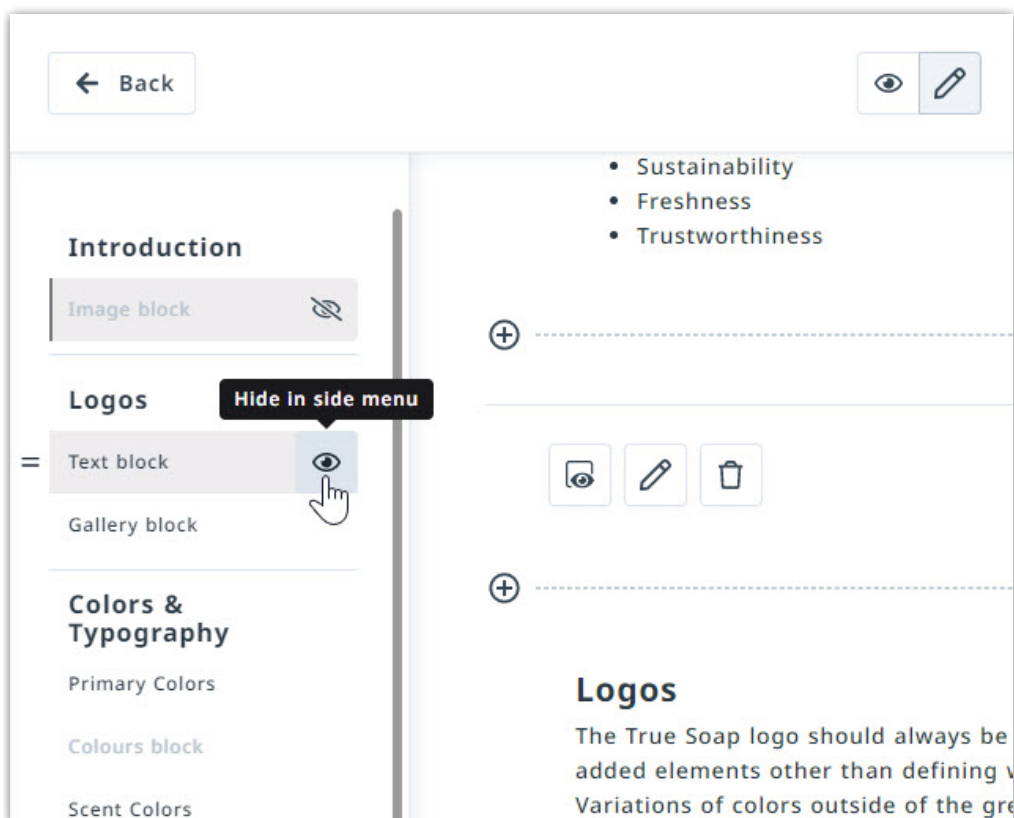 Back
Introduction
Image block
Logos
Hide in side menu
Text block
Gallery block
Colors &
Typography
Primary Colors
Colours block
Scent Colors
• Sustainability
• Freshness
• Trustworthiness
Logos
The True Soap logo should always be
added elements other than defining
Variations of colors outside of the